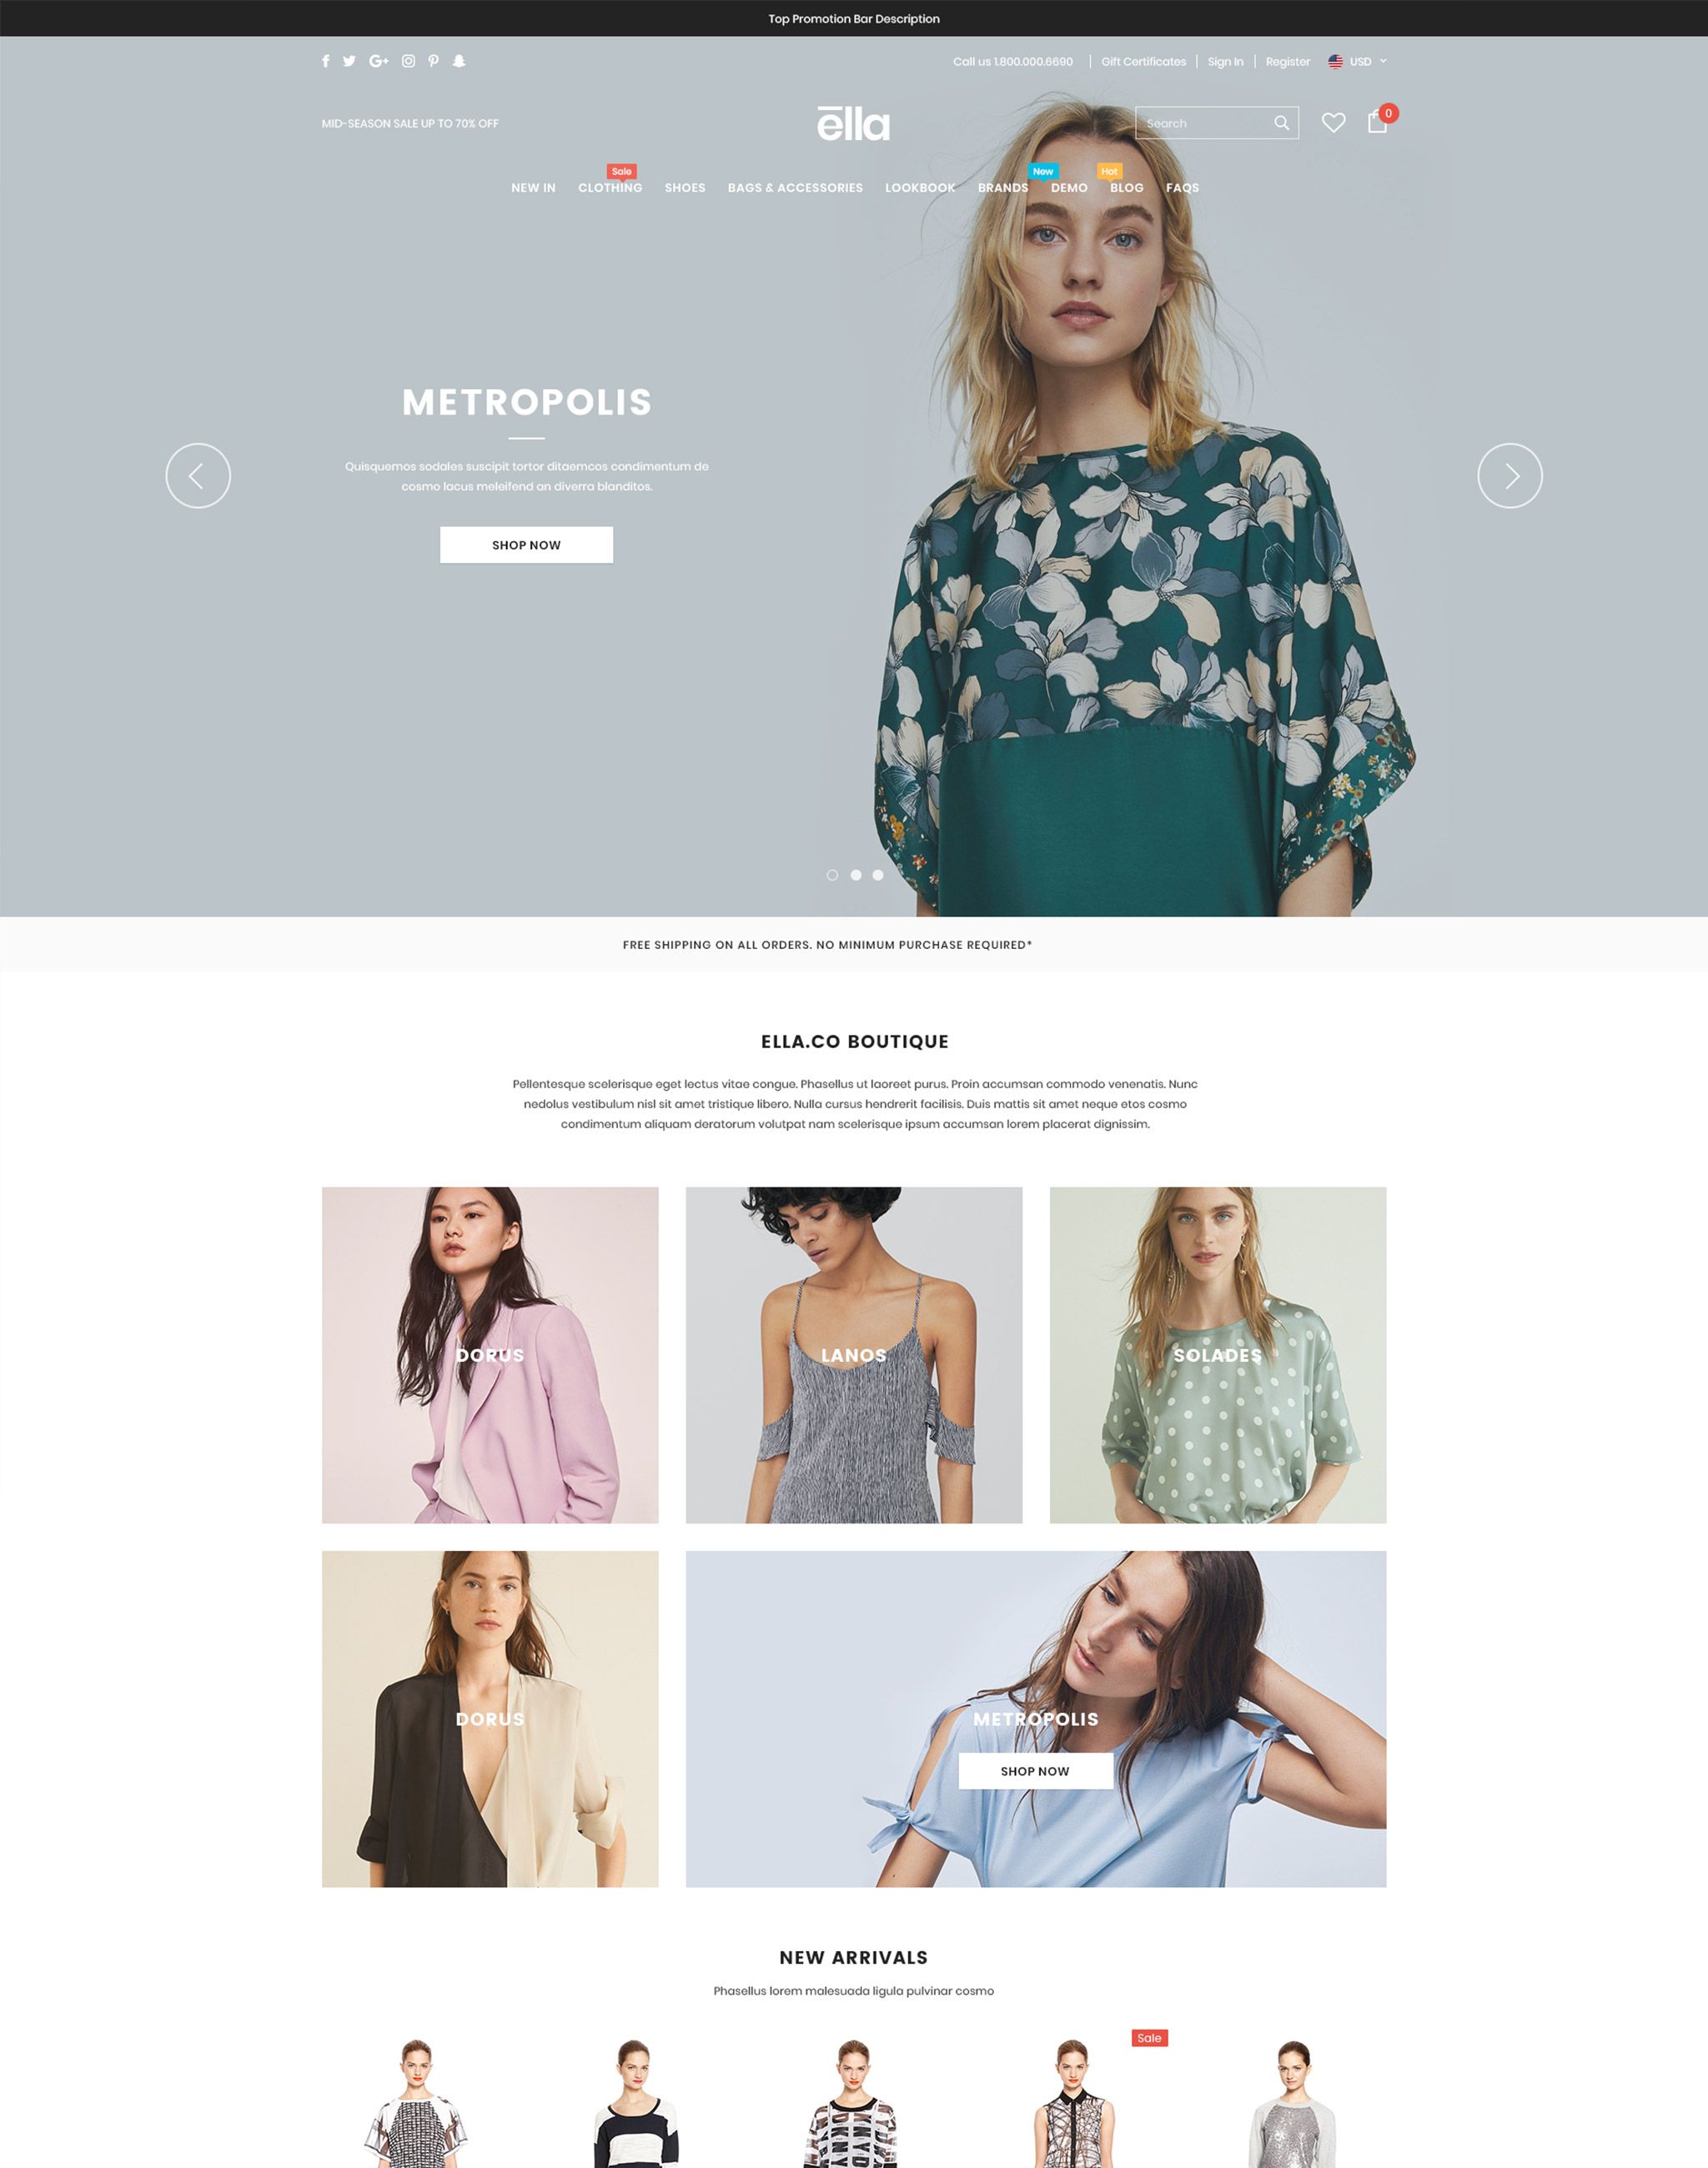 Top Promotion Bar Description
Call us 1.800.000.6690 | Gift Certificates | Sign In | Register USD
MID-SEASON SALE UP TO 70% OFF
ella
Search
0
Sale
New
Hot
NEW IN CLOTHING SHOES BAGS & ACCESSORIES LOOKBOOK BRANDS DEMO BLOG FAQS
METROPOLIS
Quisquemos sodales suscipit tortor ditaemcos condimentum de
cosmo lacus meleifend an diverra blanditos.
SHOP NOW
FREE SHIPPING ON ALL ORDERS. NO MINIMUM PURCHASE REQUIRED*
ELLA.CO BOUTIQUE
Pellentesque scelerisque eget lectus vitae congue. Phasellus ut laoreet purus. Proin accumsan commodo venenatis. Nunc
nedolus vestibulum nisl sit amet tristique libero. Nulla cursus hendrerit facilisis. Duis mattis sit amet neque etos cosmo
condimentum aliquam deratorum volutpat nam scelerisque ipsum accumsan lorem placerat dignissim.
DORUS
LANOS
SOLADES
DORUS
METROPOLIS
SHOP NOW
NEW ARRIVALS
Phasellus lorem malesuada ligula pulvinar cosmo
Sale